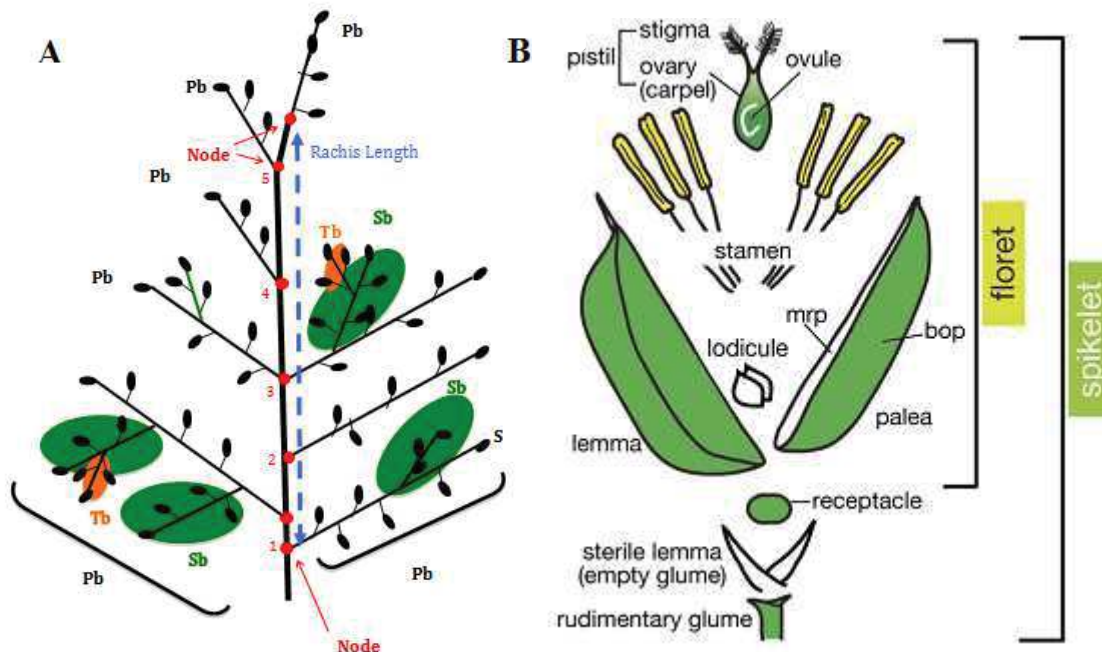 A
Pb
Pb
Node
5
Rachis Length
Pb
Tb
Sb
Pb
4
3
Sb
2
S
Tb
Sb
1
Pb
Pb
Node
B
stigma
pistil
ovary
(carpel)
ovule
stamen
mrp
bop
lodicule
lemma
palea
receptacle
sterile lemma
(empty glume)
rudimentary glume
floret
spikelet